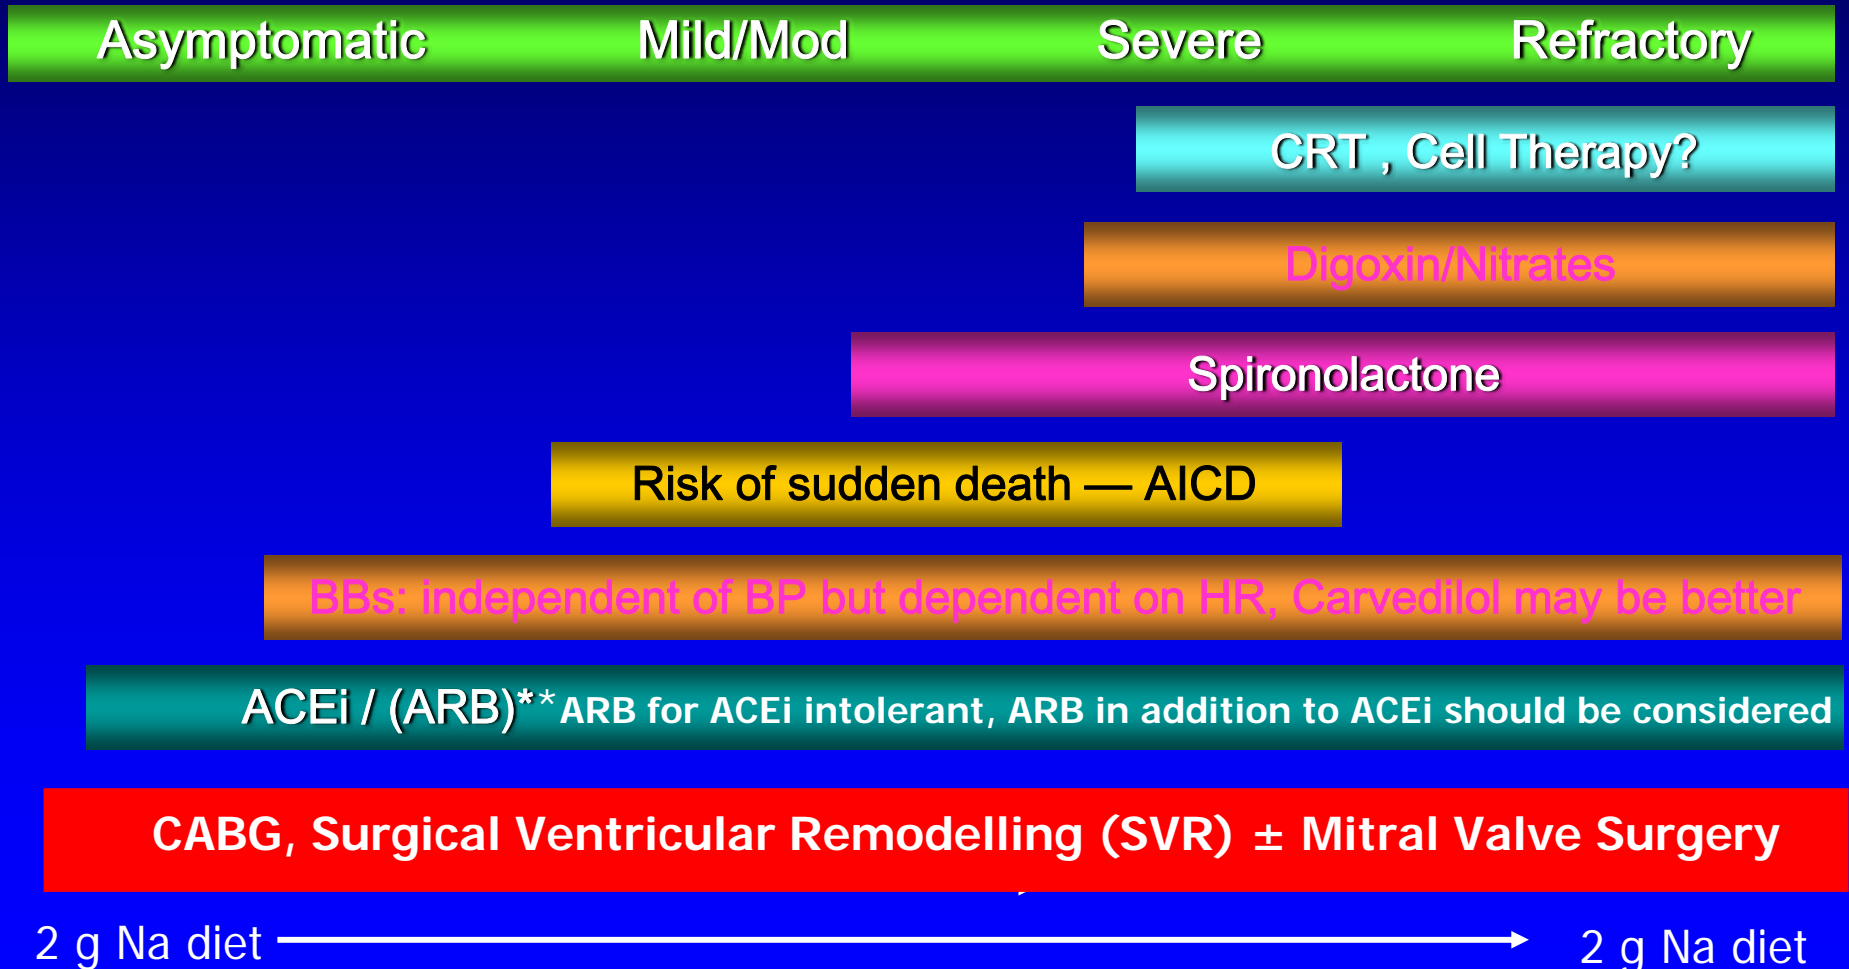 Asymptomatic Mild/Mod Severe Refractory
CRT , Cell Therapy?
Digoxin/Nitrates
Spironolactone
Risk of sudden death — AICD
BBs: independent of BP but dependent on HR, Carvedilol may be better
ACEi / (ARB)** ARB for ACEi intolerant, ARB in addition to ACEi should be considered
CABG, Surgical Ventricular Remodelling (SVR) ± Mitral Valve Surgery
2 g Na diet 2 g Na diet